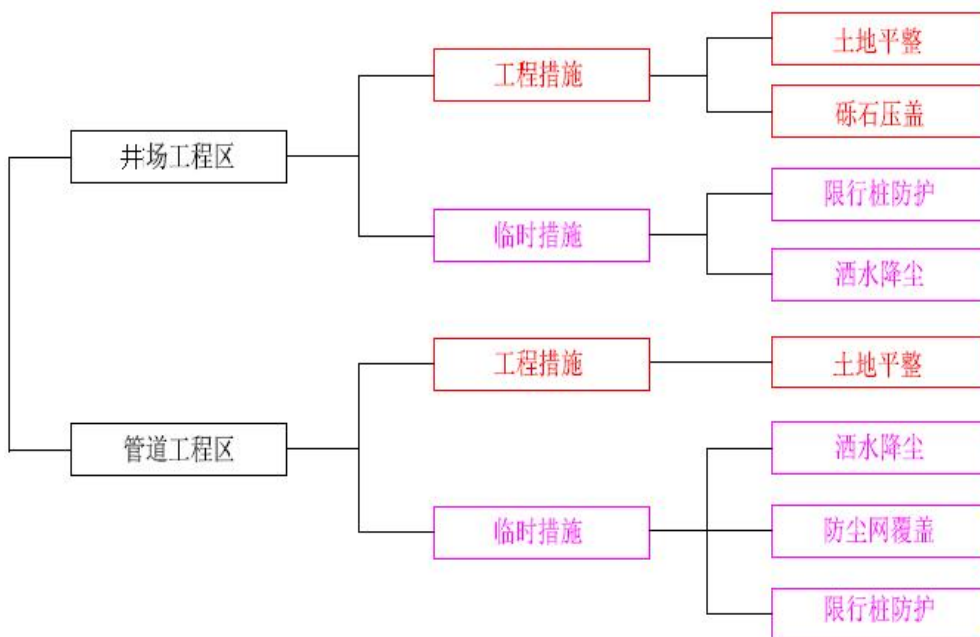 土地平整
工程措施
砾石压盖
井场工程区
限行桩防护
临时措施
洒水降尘
工程措施
土地平整
管道工程区
洒水降尘
临时措施
防尘网覆盖
限行桩防护